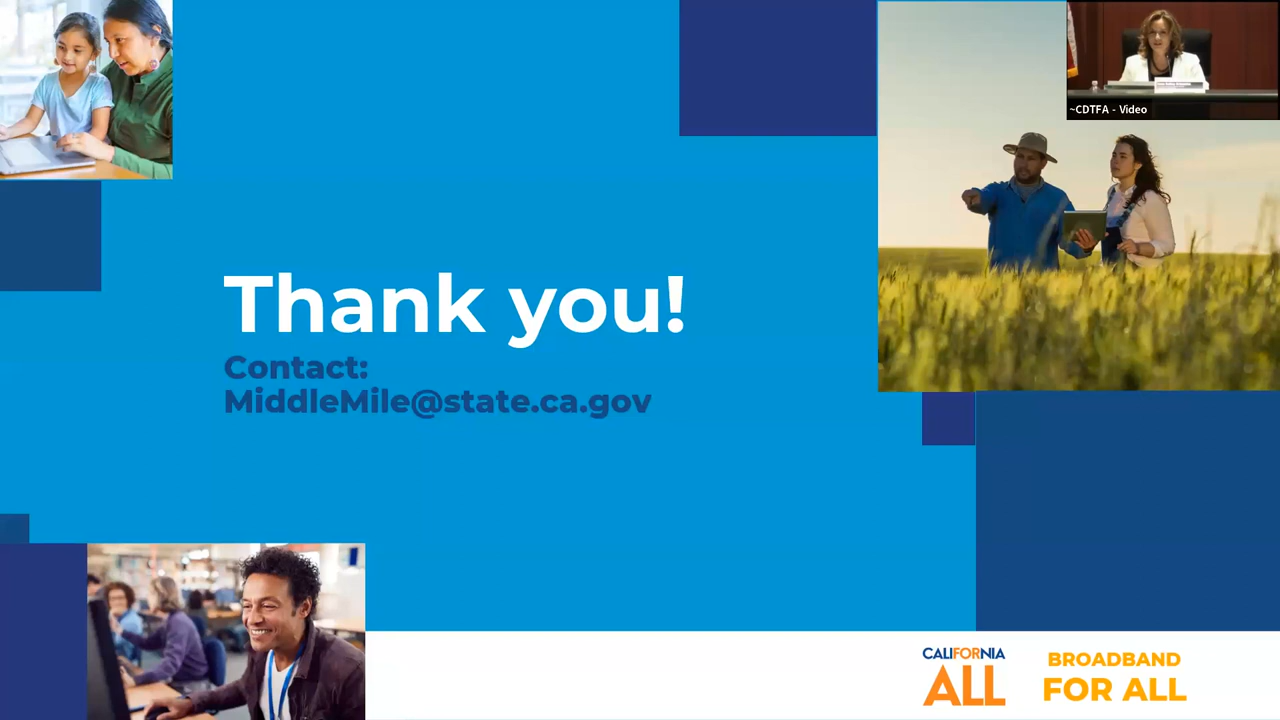 ~CDTFA - Video
Thank you!
Contact:
MiddleMile@state.ca.gov
CALIFORNIA
ALL
BROADBAND
FOR ALL